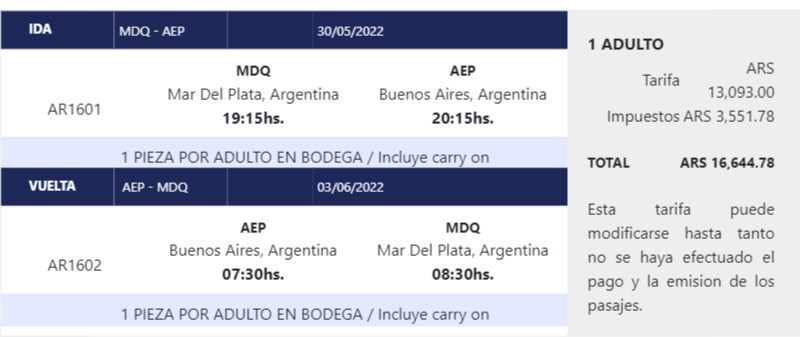 IDA MDQ - AEP 30/05/2022
MDQ AEP
AR1601 Mar Del Plata, Argentina Buenos Aires, Argentina
19:15hs. 20:15hs.
1 PIEZA POR ADULTO EN BODEGA / Incluye carry on
VUELTA AEP - MDQ 03/06/2022
AEP MDQ
AR1602 Buenos Aires, Argentina Mar Del Plata, Argentina
07:30hs. 08:30hs.
1 PIEZA POR ADULTO EN BODEGA / Incluye carry on
1 ADULTO
Tarifa ARS
13,093.00
Impuestos ARS 3,551.78
TOTAL ARS 16,644.78
Esta tarifa puede
modificarse hasta tanto
no se haya efectuado el
pago y la emision de los
pasajes.